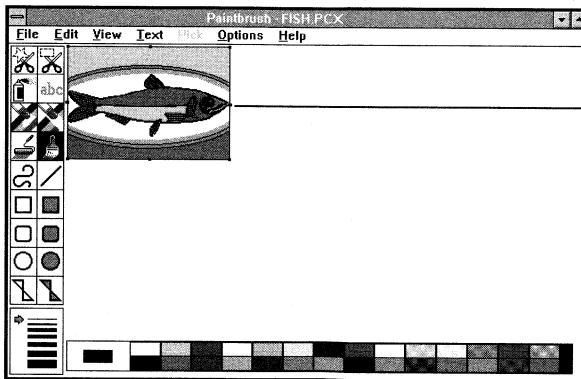 Paintbrush - FISH.PCX
File Edit View Text Pick Options Help
abc